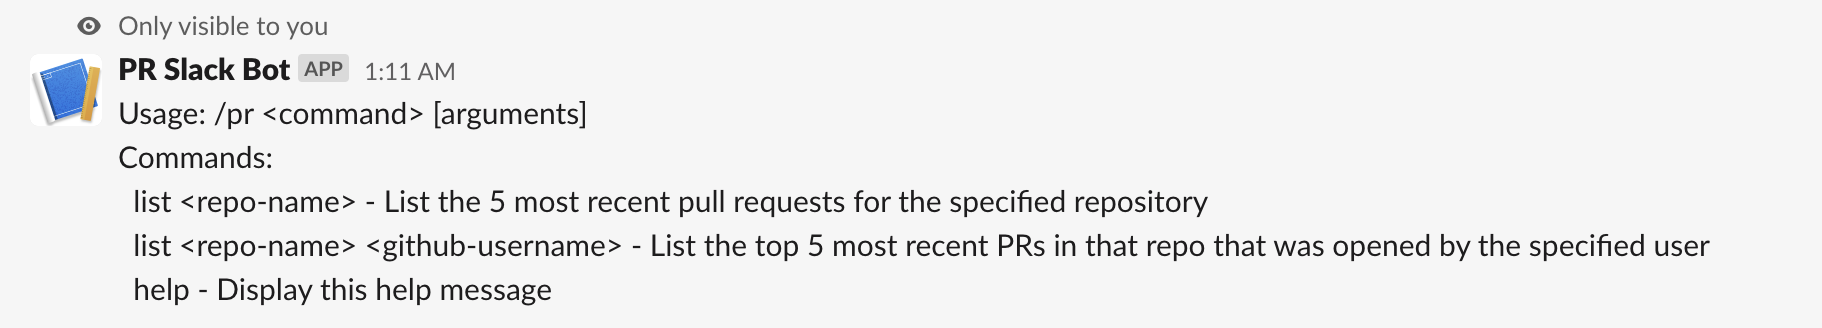 Only visible to you
PR Slack Bot APP 1:11 AM
Usage: /pr <command> [arguments]
Commands:
list <repo-name> - List the 5 most recent pull requests for the specified repository
list <repo-name> <github-username> - List the top 5 most recent PRs in that repo that was opened by the specified user
help - Display this help message